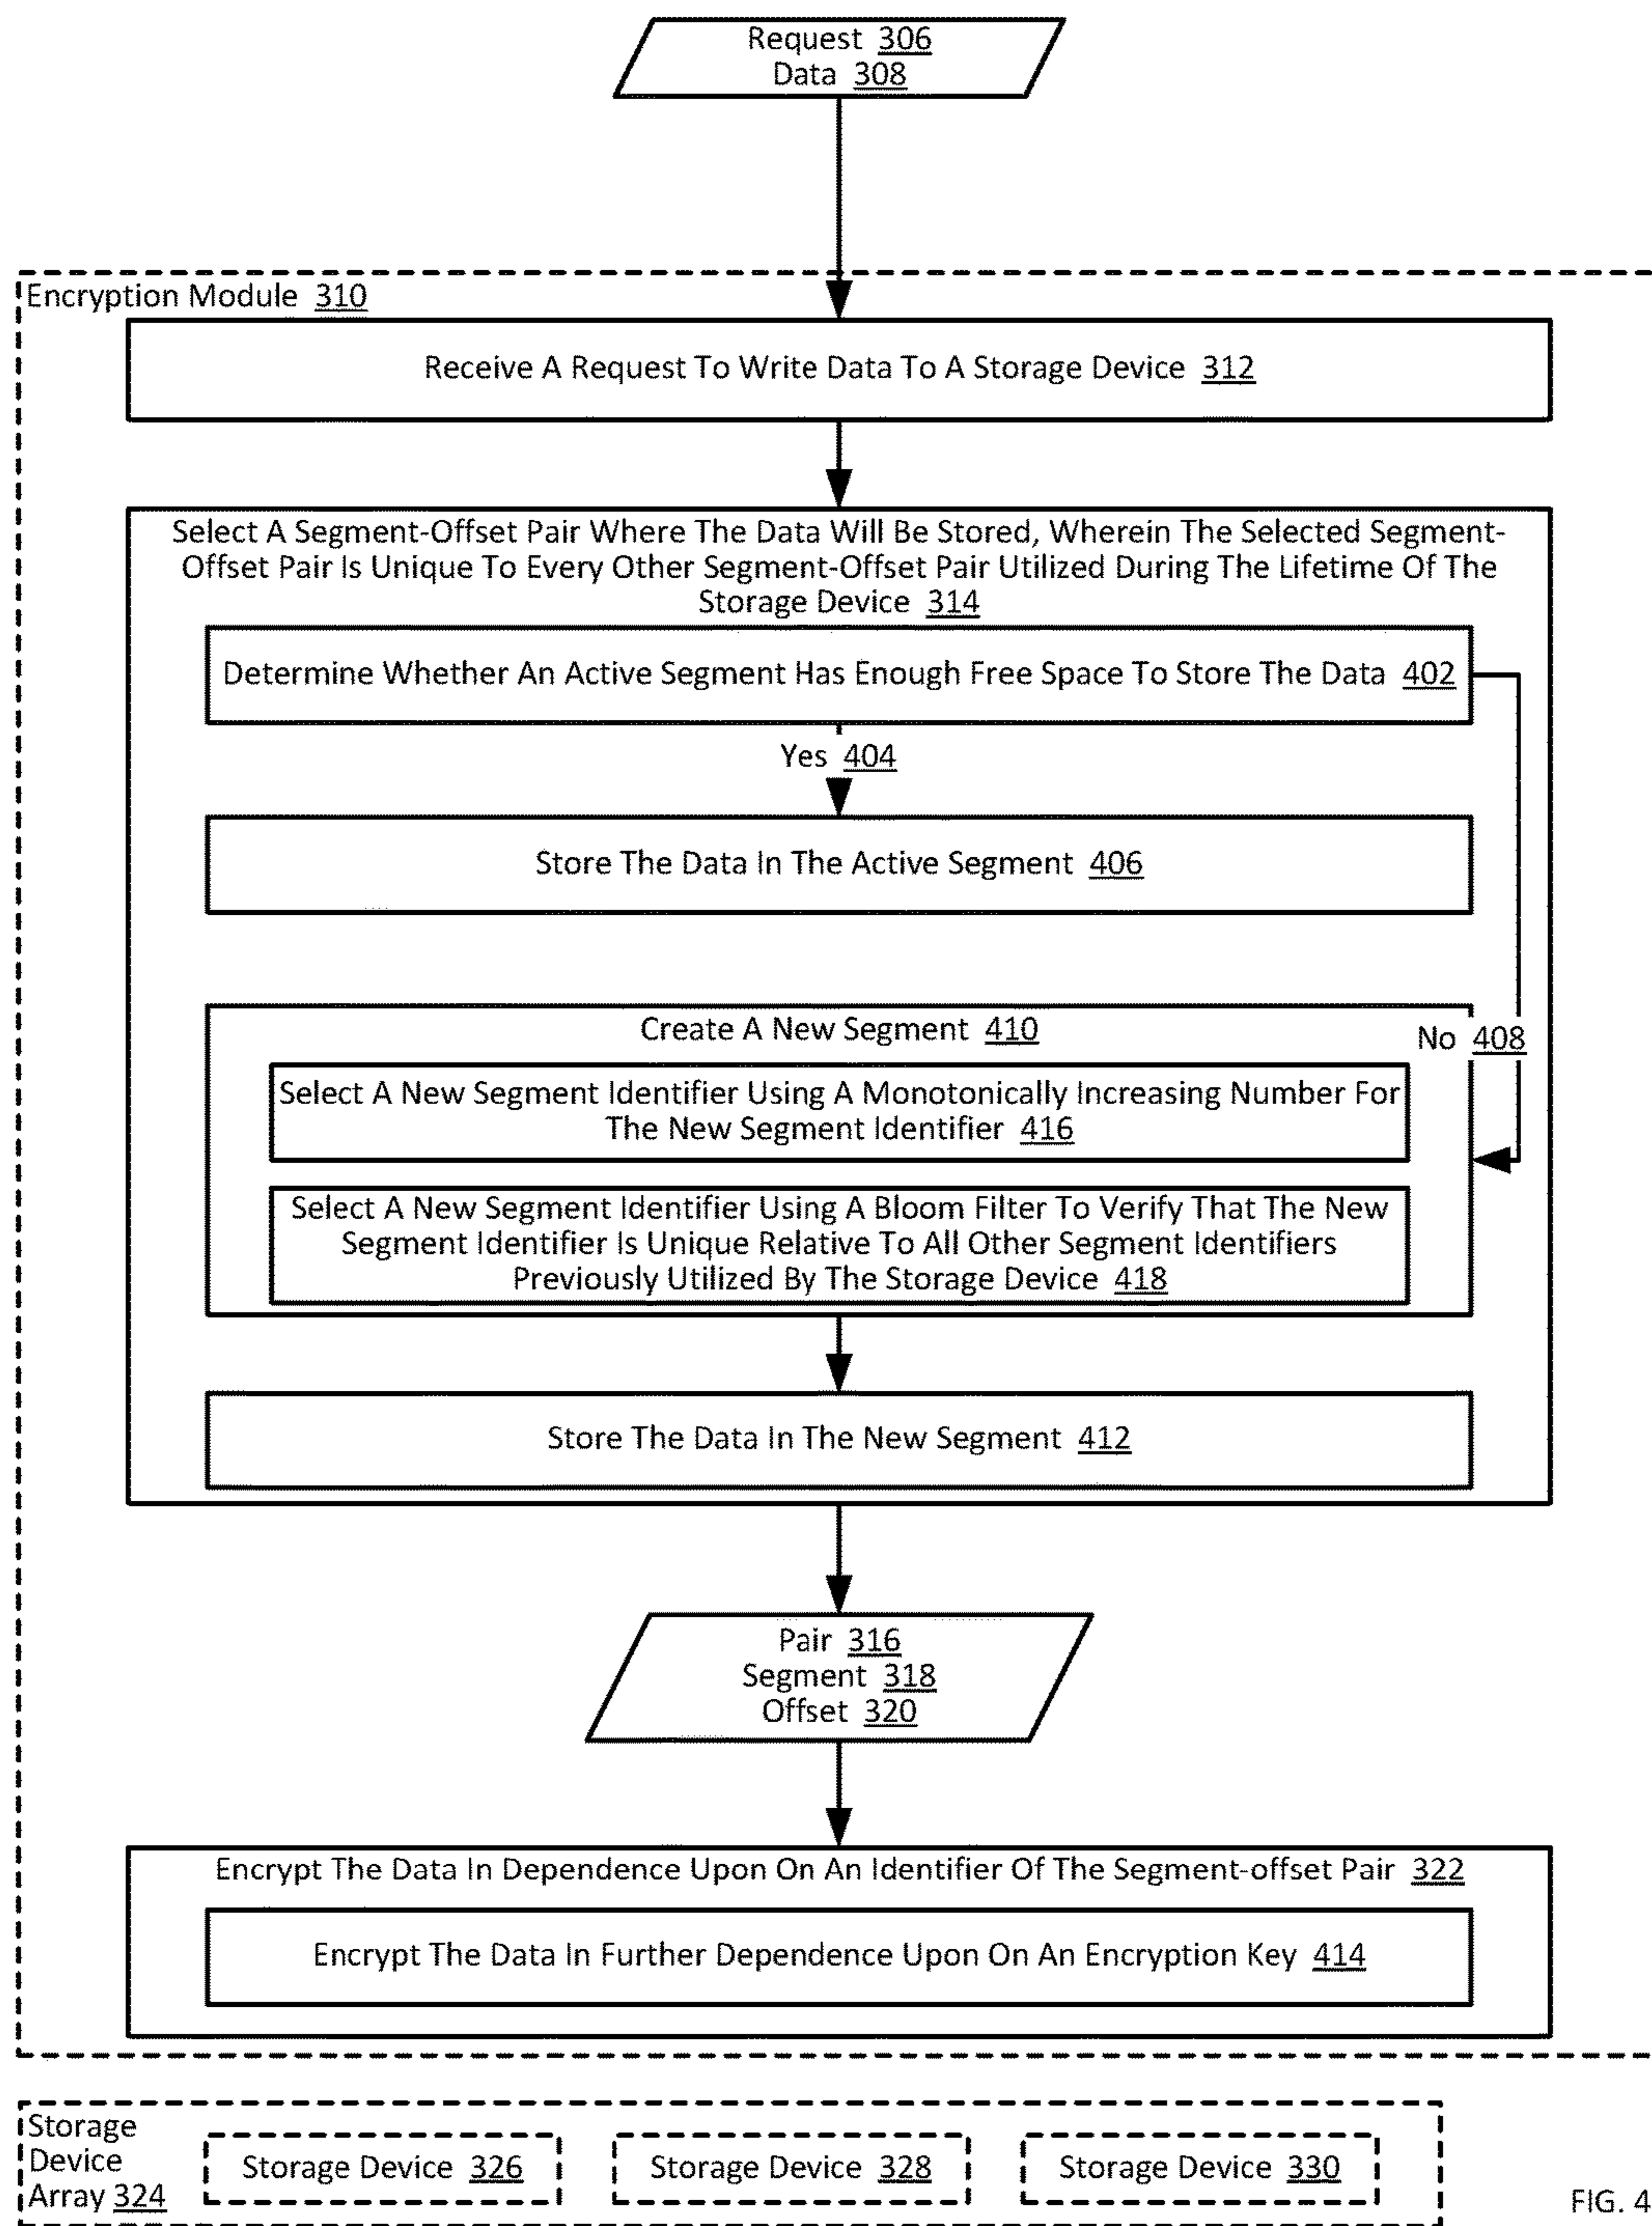 Request 306
Data 308
Encryption Module 310
Receive A Request To Write Data To A Storage Device 312
Select A Segment-Offset Pair Where The Data Will Be Stored, Wherein The Selected Segment-
Offset Pair Is Unique To Every Other Segment-Offset Pair Utilized During The Lifetime Of The
Storage Device 314
Determine Whether An Active Segment Has Enough Free Space To Store The Data 402
Yes 404
Store The Data In The Active Segment 406
Create A New Segment 410
No 408
Select A New Segment Identifier Using A Monotonically Increasing Number For
The New Segment Identifier 416
Select A New Segment Identifier Using A Bloom Filter To Verify That The New
Segment Identifier Is Unique Relative To All Other Segment Identifiers
Previously Utilized By The Storage Device 418
Store The Data In The New Segment 412
Pair 316
Segment 318
Offset 320
Encrypt The Data In Dependence Upon On An Identifier Of The Segment-offset Pair 322
Encrypt The Data In Further Dependence Upon On An Encryption Key 414
Storage
Device
Array 324
Storage Device 326
Storage Device 328
Storage Device 330
FIG. 4